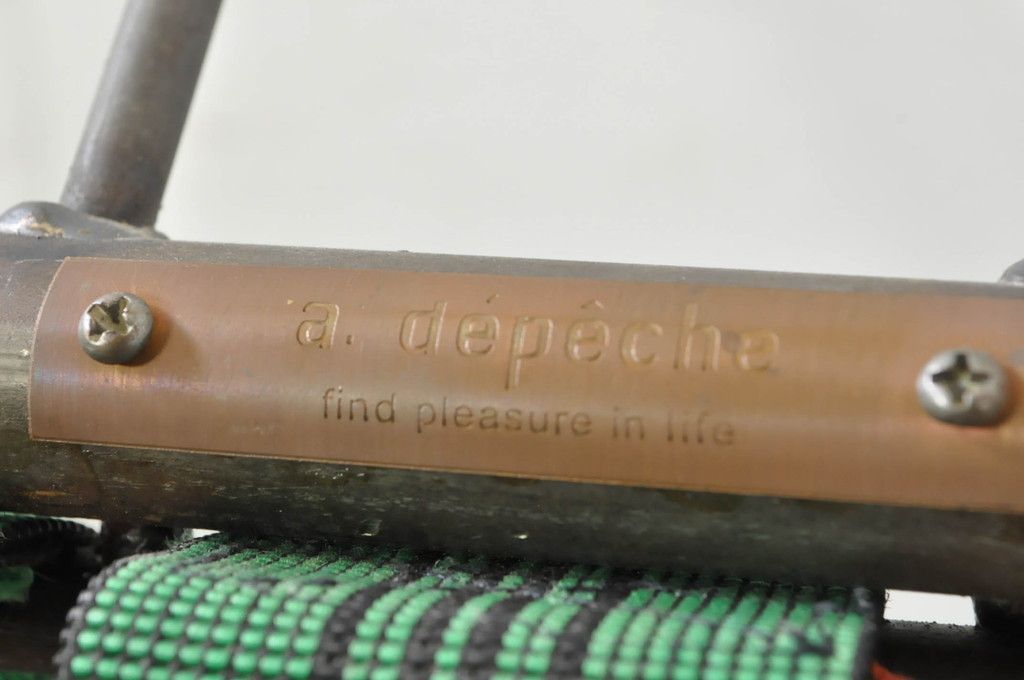 a. dépêche
find pleasure in life